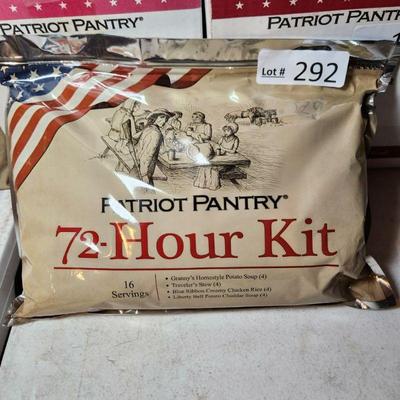 PATRIOT PANTRY®
PATRIOT PANTRY®
Lot # 292
PATRIOT PANTRY®
72-Hour Kit
16
Servings
• Granny's Homestyle Potato Soup (4)
• Traveler's Stew (4)
• Blue Ribbon Creamy Chicken Rice (4)
• Liberty Bell Potato Cheddar Soup (4)